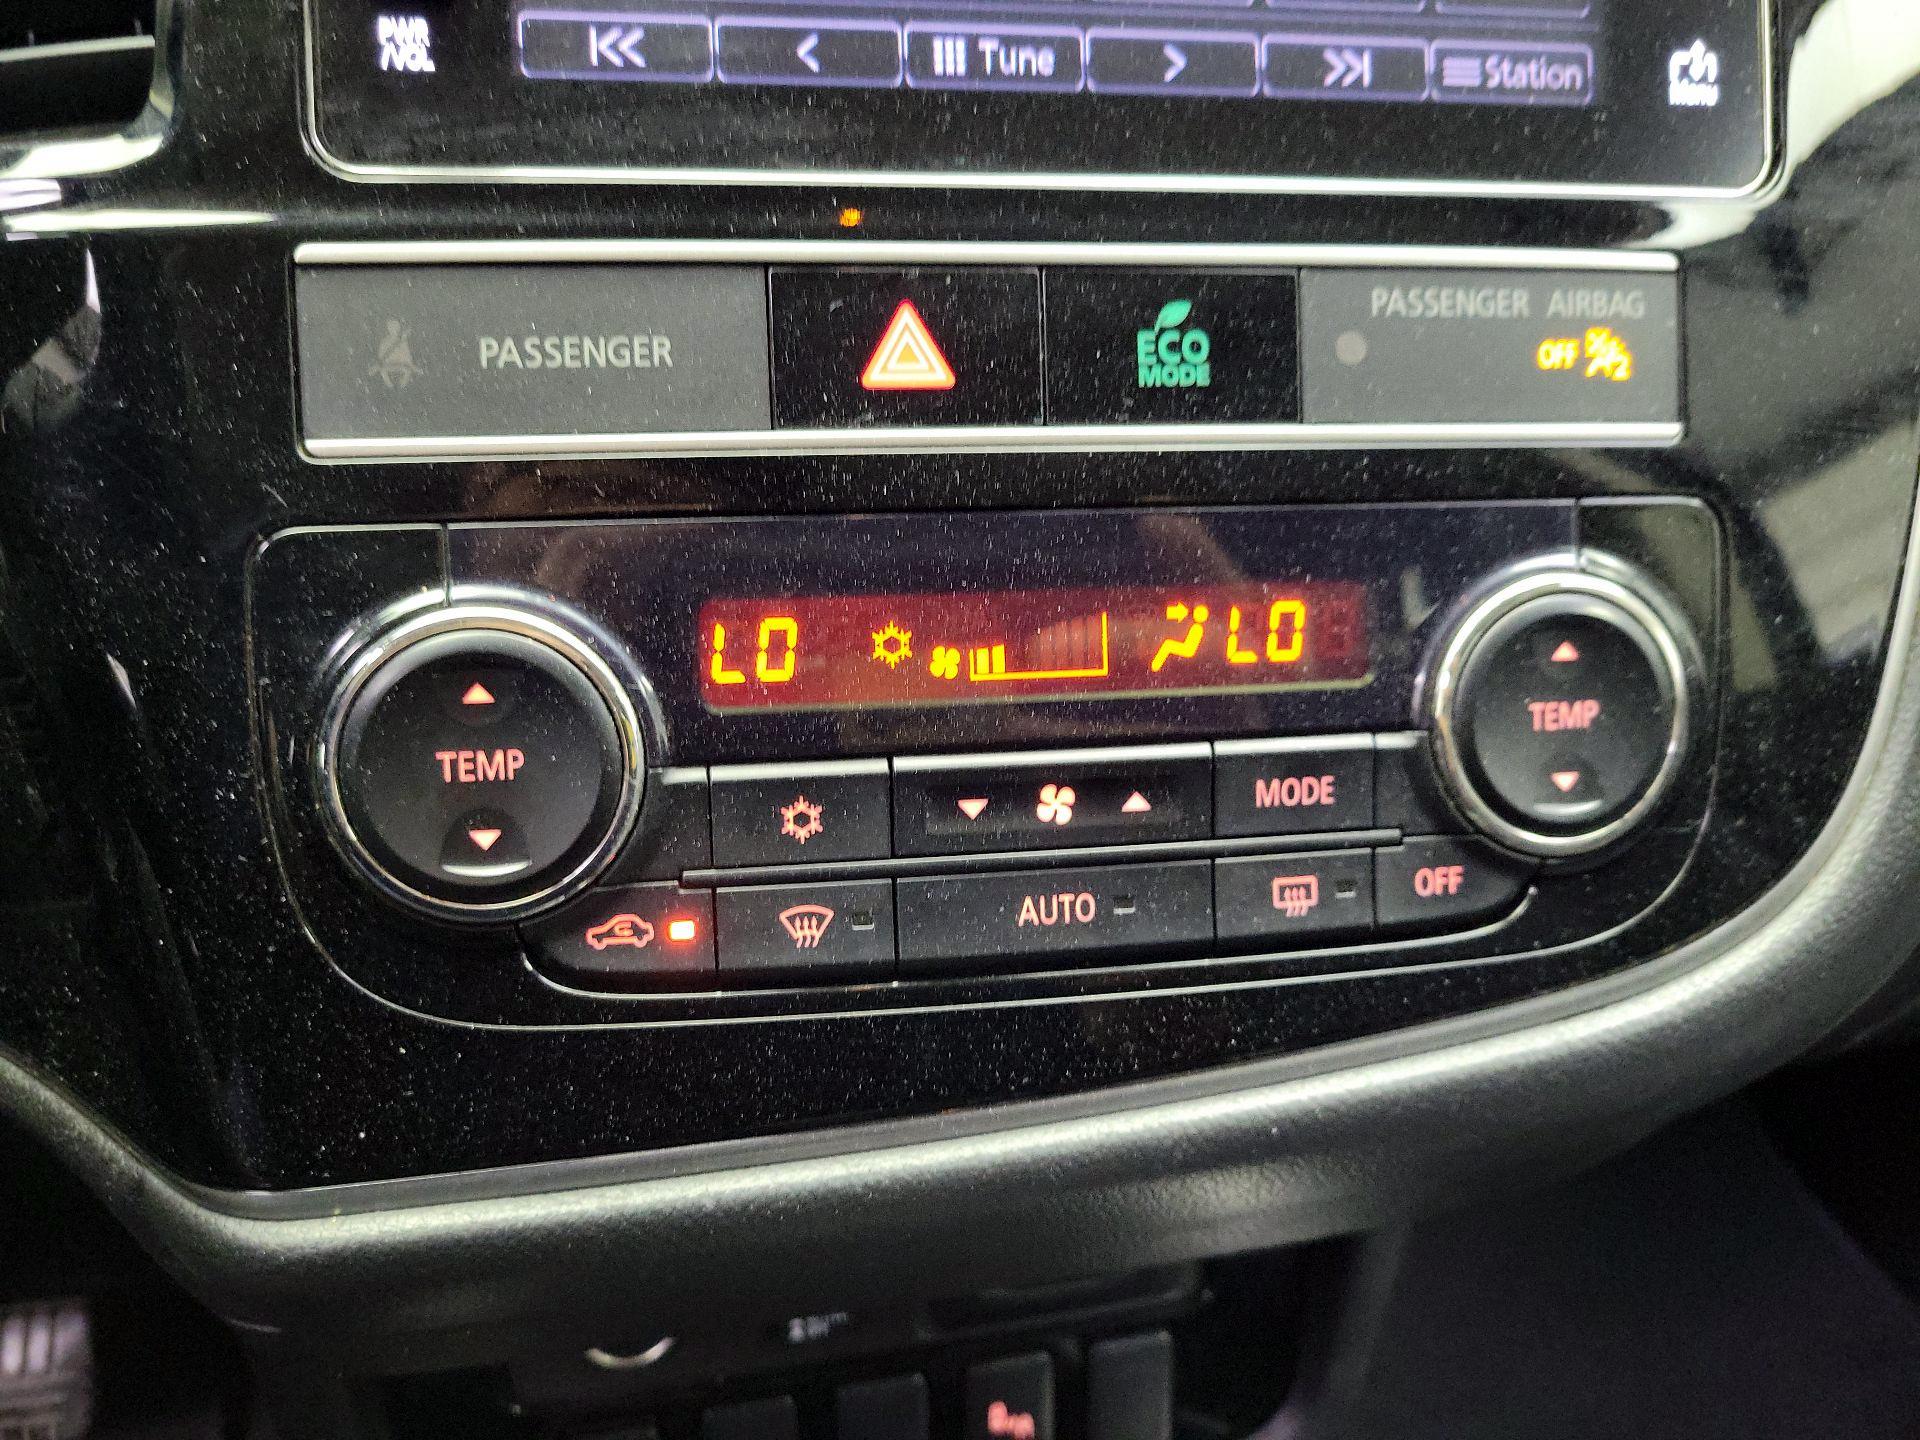 PWR
/VOL
Tune
Station
Menu
PASSENGER
ECO
MODE
PASSENGER AIRBAG
OFF
LO
LO
TEMP
TEMP
MODE
AUTO
OFF